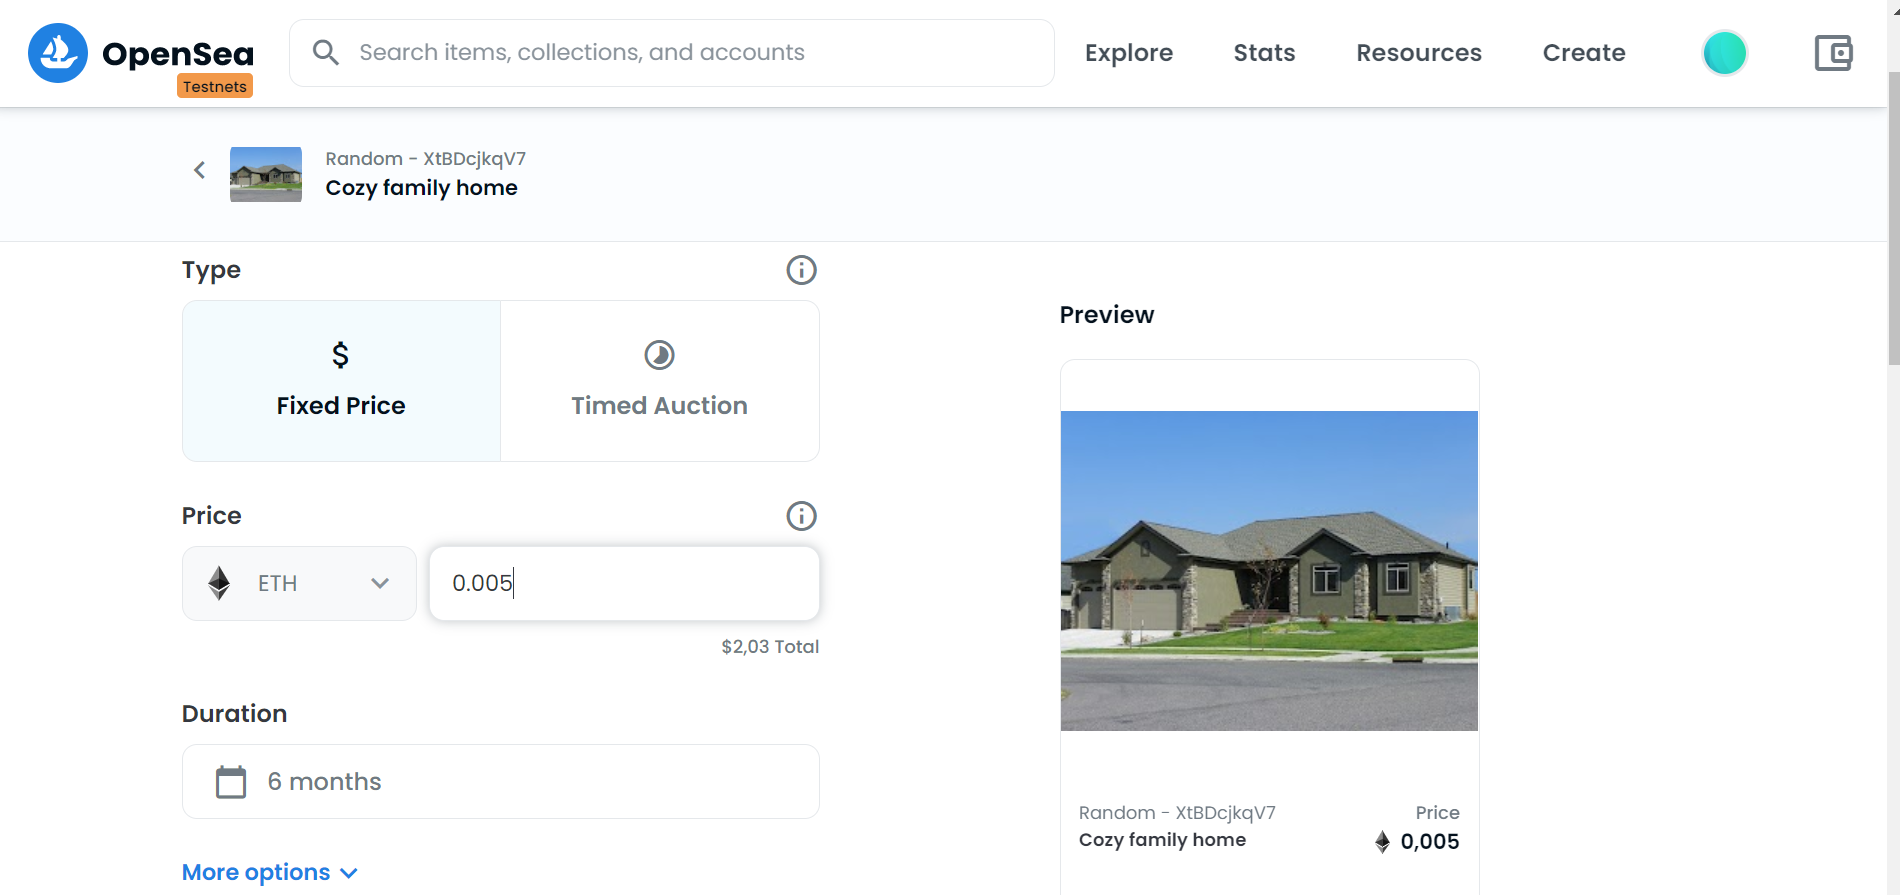 OpenSea
Testnets
Search items, collections, and accounts
Explore
Stats
Resources
Create
Random - XtBDcjkqV7
Cozy family home
Type
$
Fixed Price
Timed Auction
Price
ETH
0.005
$2,03 Total
Duration
6 months
More options
Preview
Random - XtBDcjkqV7
Price
Cozy family home
0,005